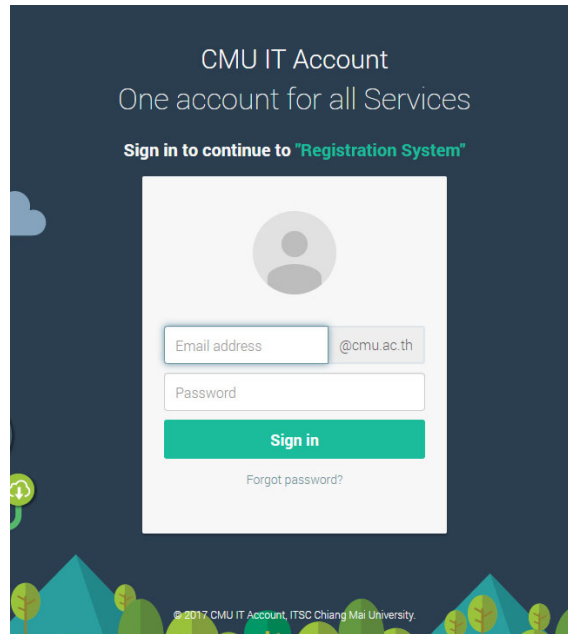 CMU IT Account
One account for all Services
Sign in to continue to "Registration System"
Email address @cmu.ac.th
Password
Sign in
Forgot password?
© 2017 CMU IT Account, ITSC Chiang Mai University.